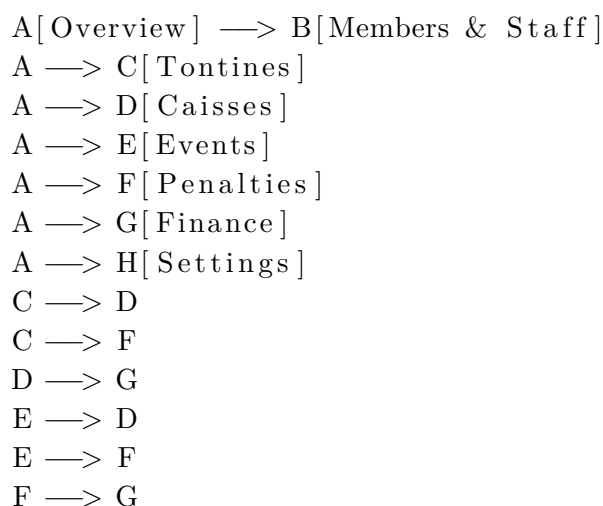 A[Overview] —> B[Members & Staff]
A —> C[Tontines]
A —> D[Caisses]
A —> E[Events]
A —> F[Penalties]
A —> G[Finance]
A —> H[Settings]
C —> D
C —> F
D —> G
E —> D
E —> F
F —> G